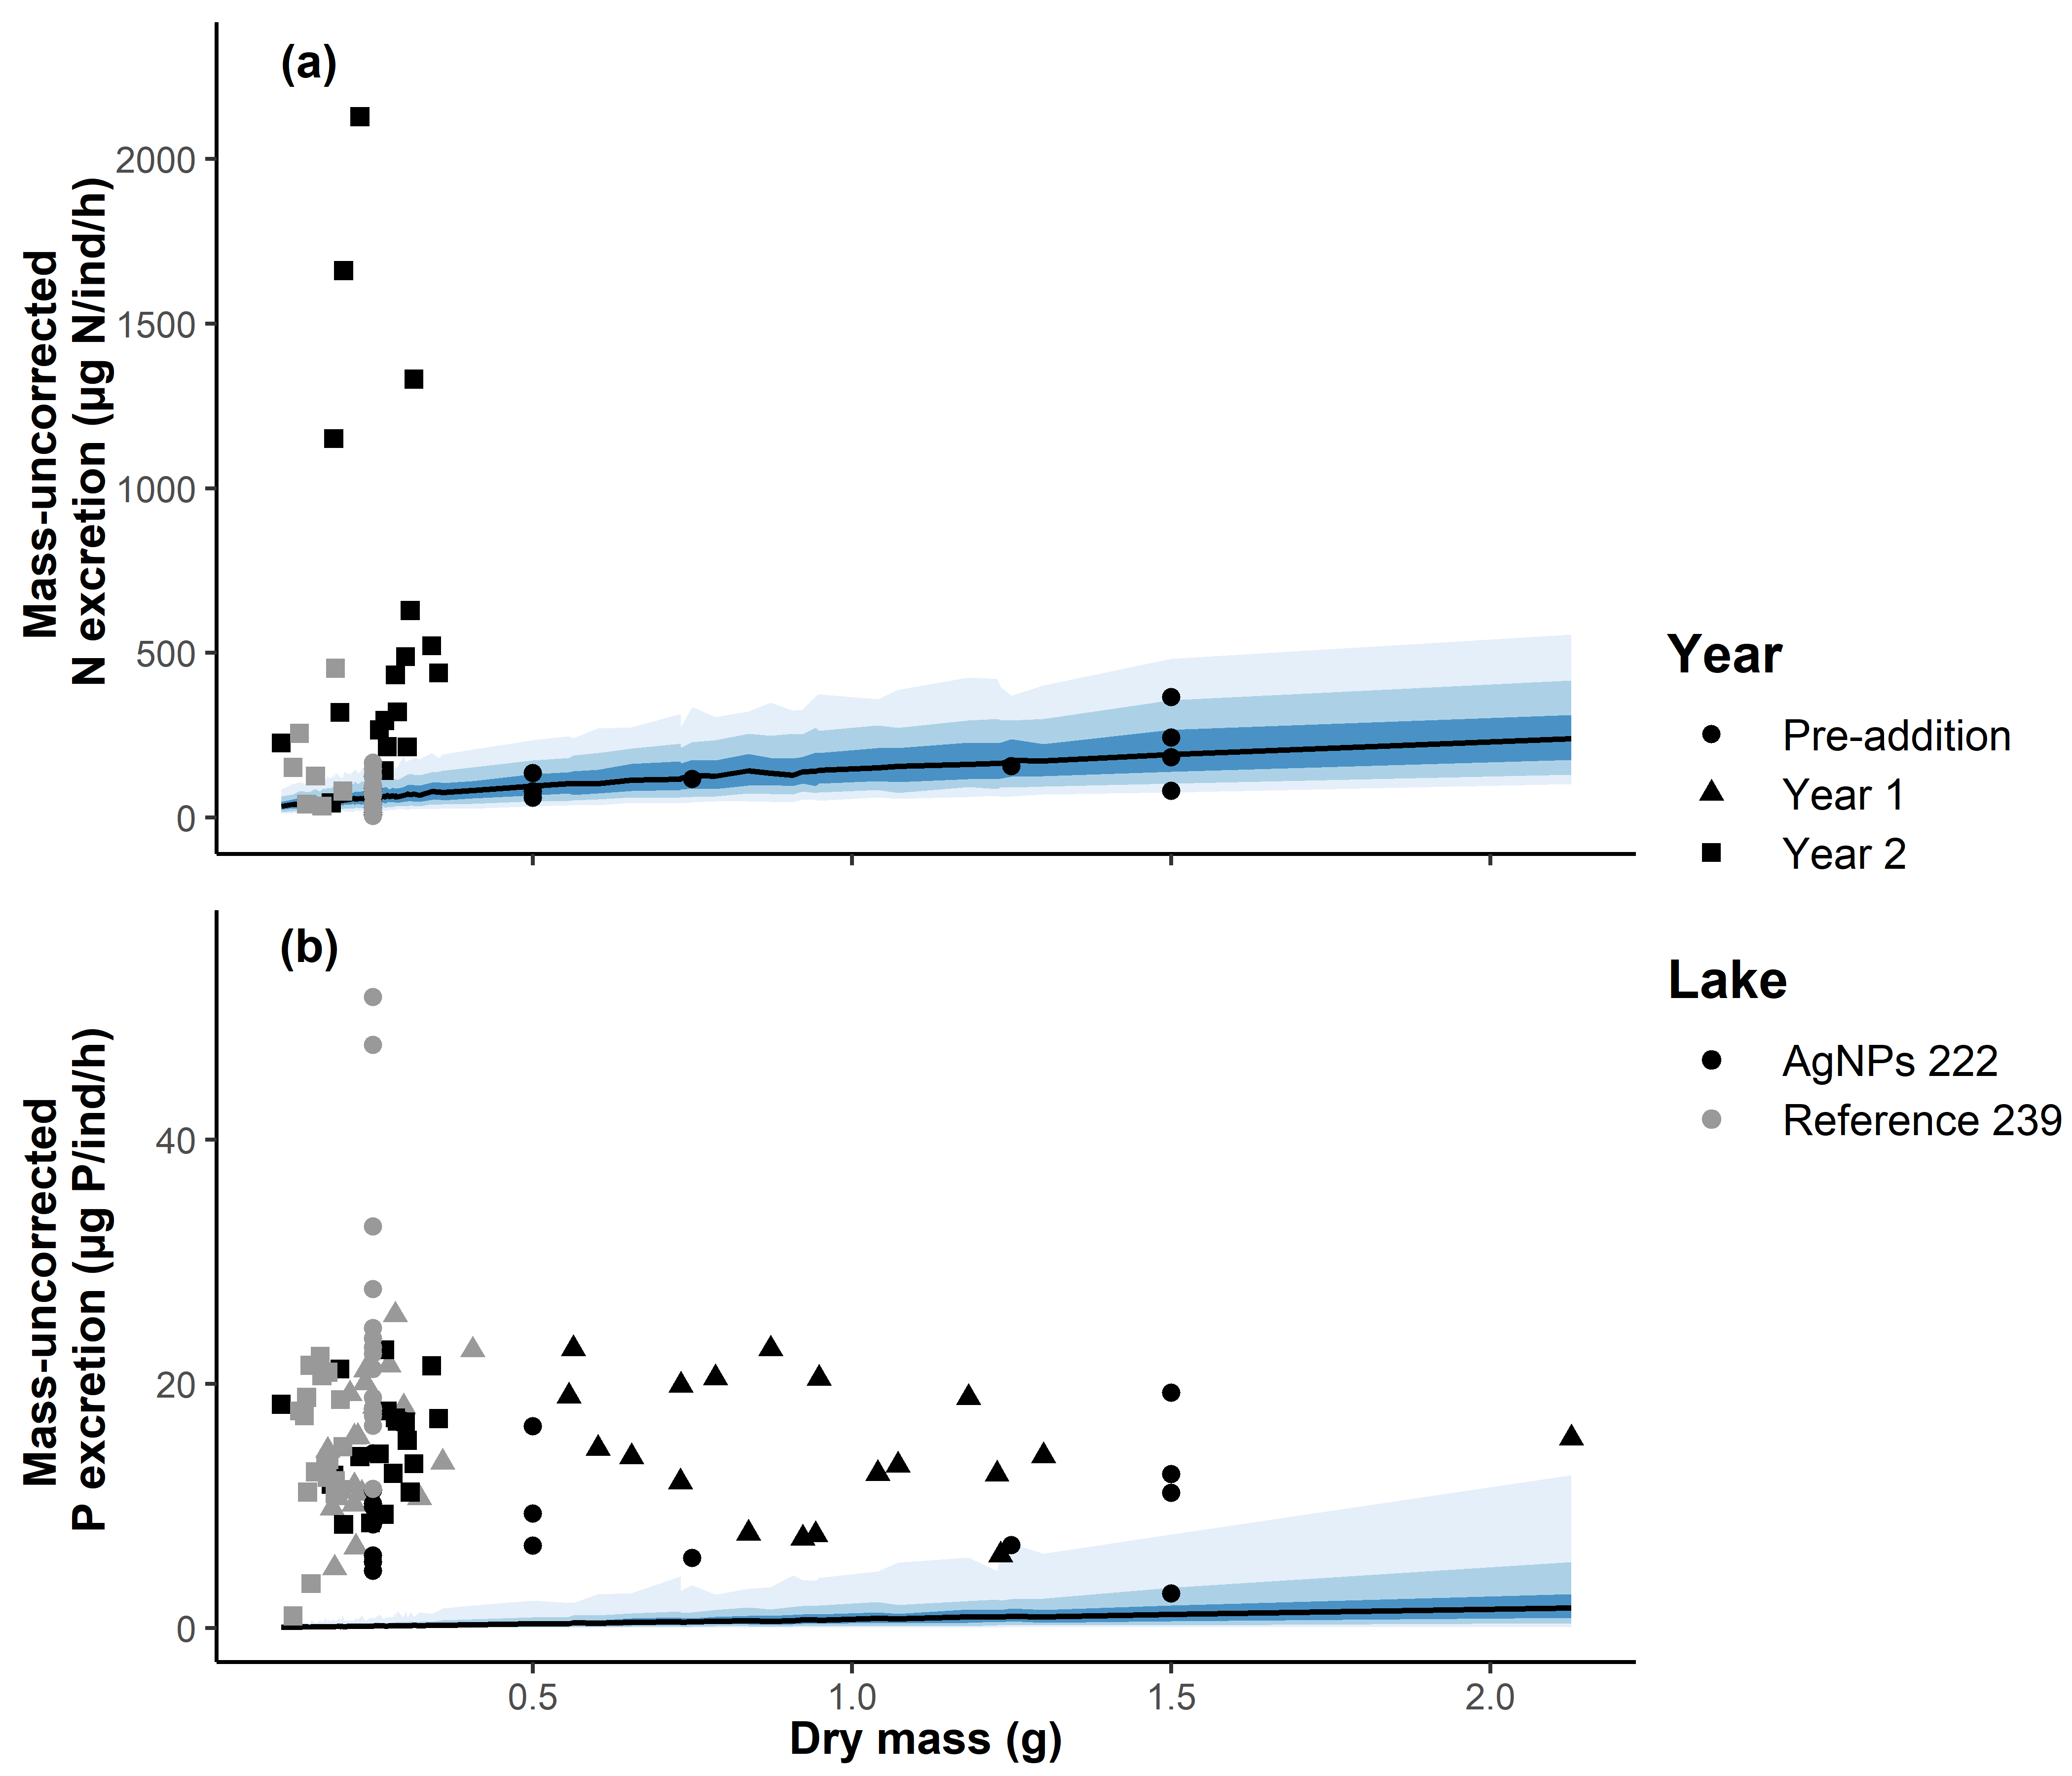 (a)
Mass-uncorrected
N excretion (µg N/ind/h)
2000
1500
1000
500
0
(b)
Mass-uncorrected
P excretion (µg P/ind/h)
40
20
0
0.5
1.0
1.5
2.0
Dry mass (g)
Year
Pre-addition
Year 1
Year 2
Lake
AgNPs 222
Reference 239